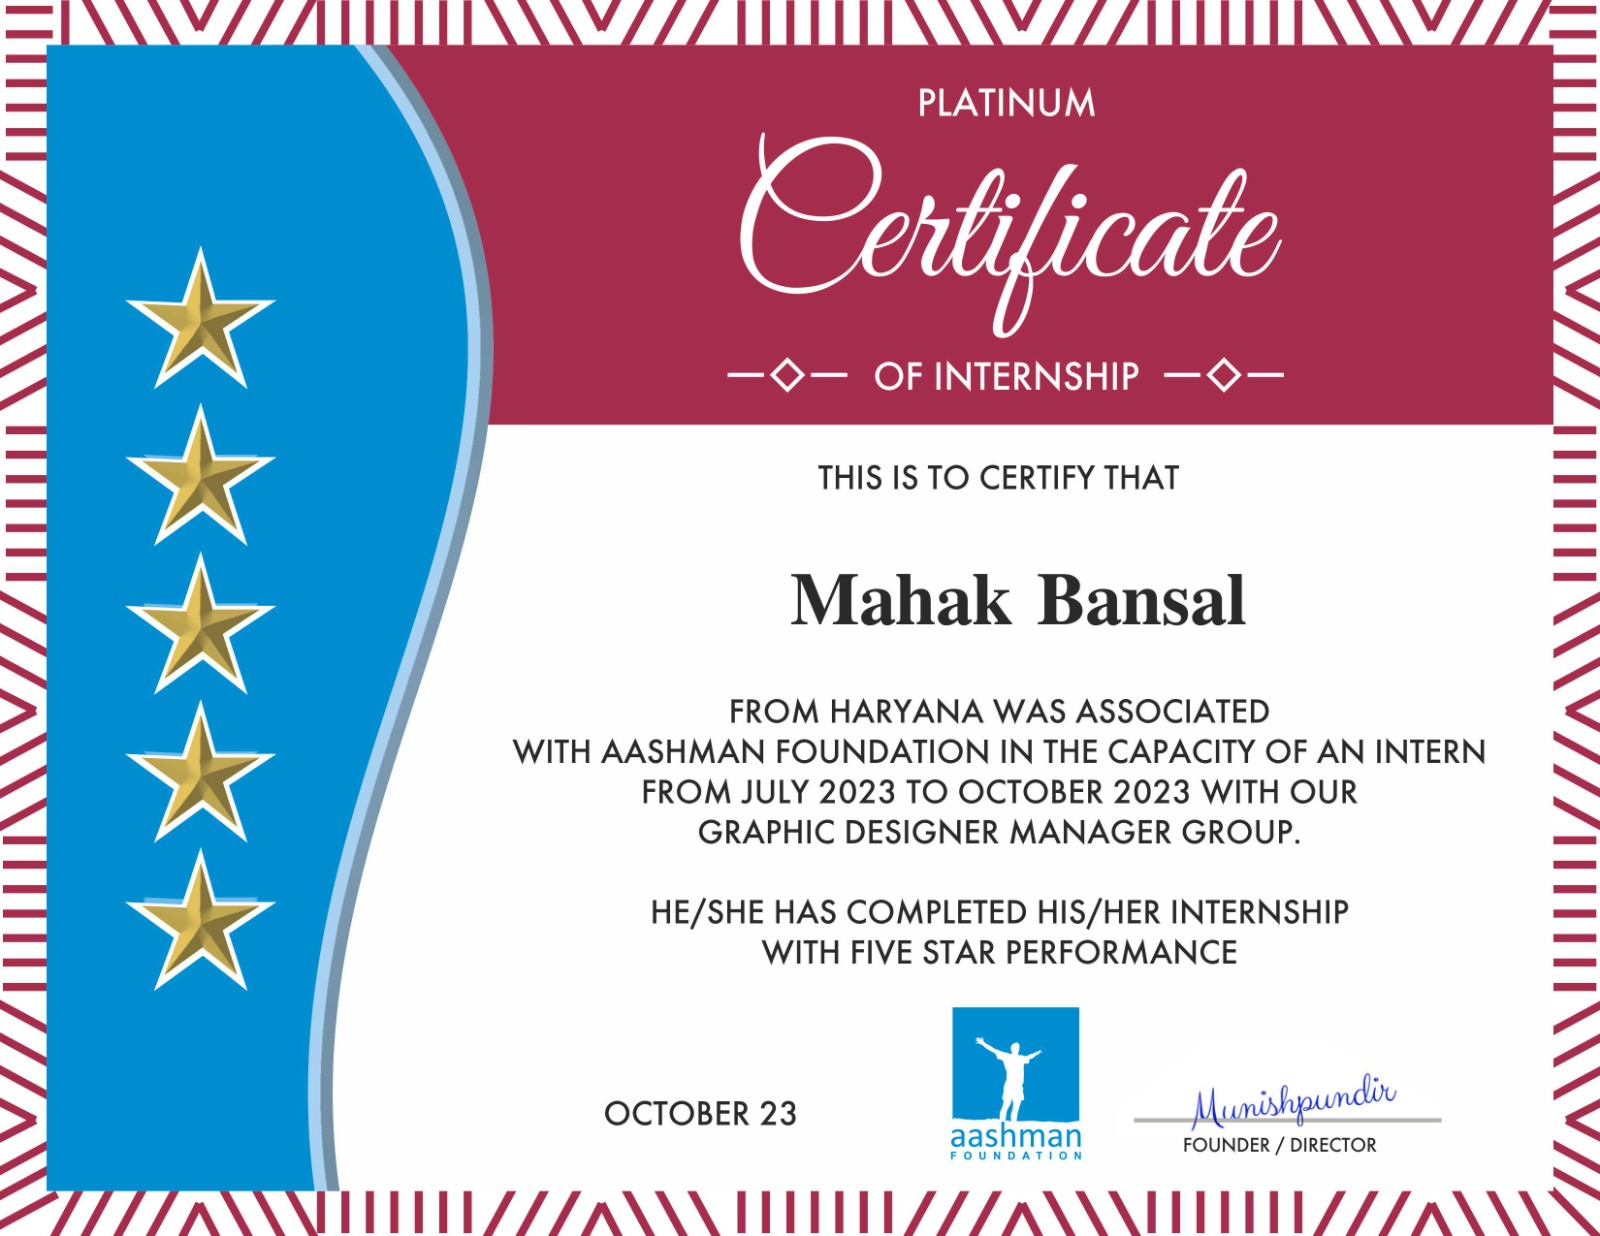 PLATINUM
Certificate
OF INTERNSHIP
THIS IS TO CERTIFY THAT
Mahak Bansal
FROM HARYANA WAS ASSOCIATED
WITH AASHMAN FOUNDATION IN THE CAPACITY OF AN INTERN
FROM JULY 2023 TO OCTOBER 2023 WITH OUR
GRAPHIC DESIGNER MANAGER GROUP.
HE/SHE HAS COMPLETED HIS/HER INTERNSHIP
WITH FIVE STAR PERFORMANCE
OCTOBER 23
aashman
FOUNDATION
Munishpundir
FOUNDER / DIRECTOR